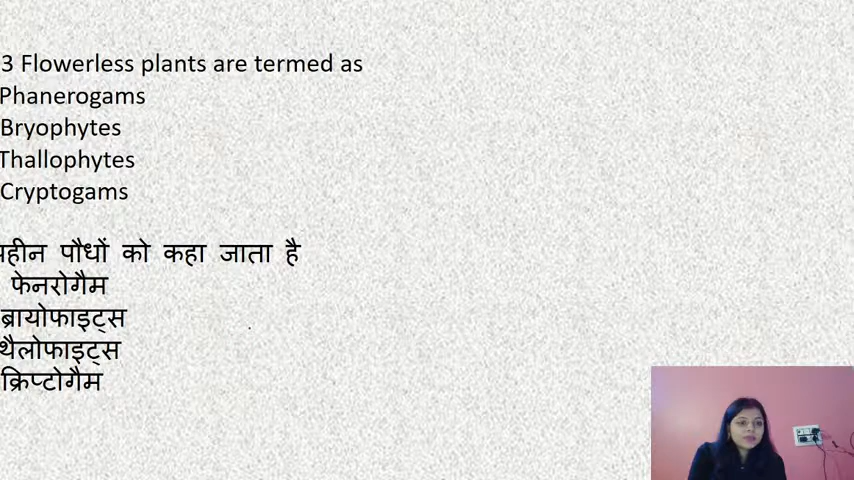 3 Flowerless plants are termed as
Phanerogams
Bryophytes
Thallophytes
Cryptogams
पौधों को कहा जाता है
फेनरोगैम
ब्रायोफाइट्स
थैलोफाइट्स
क्रिप्टोगैम